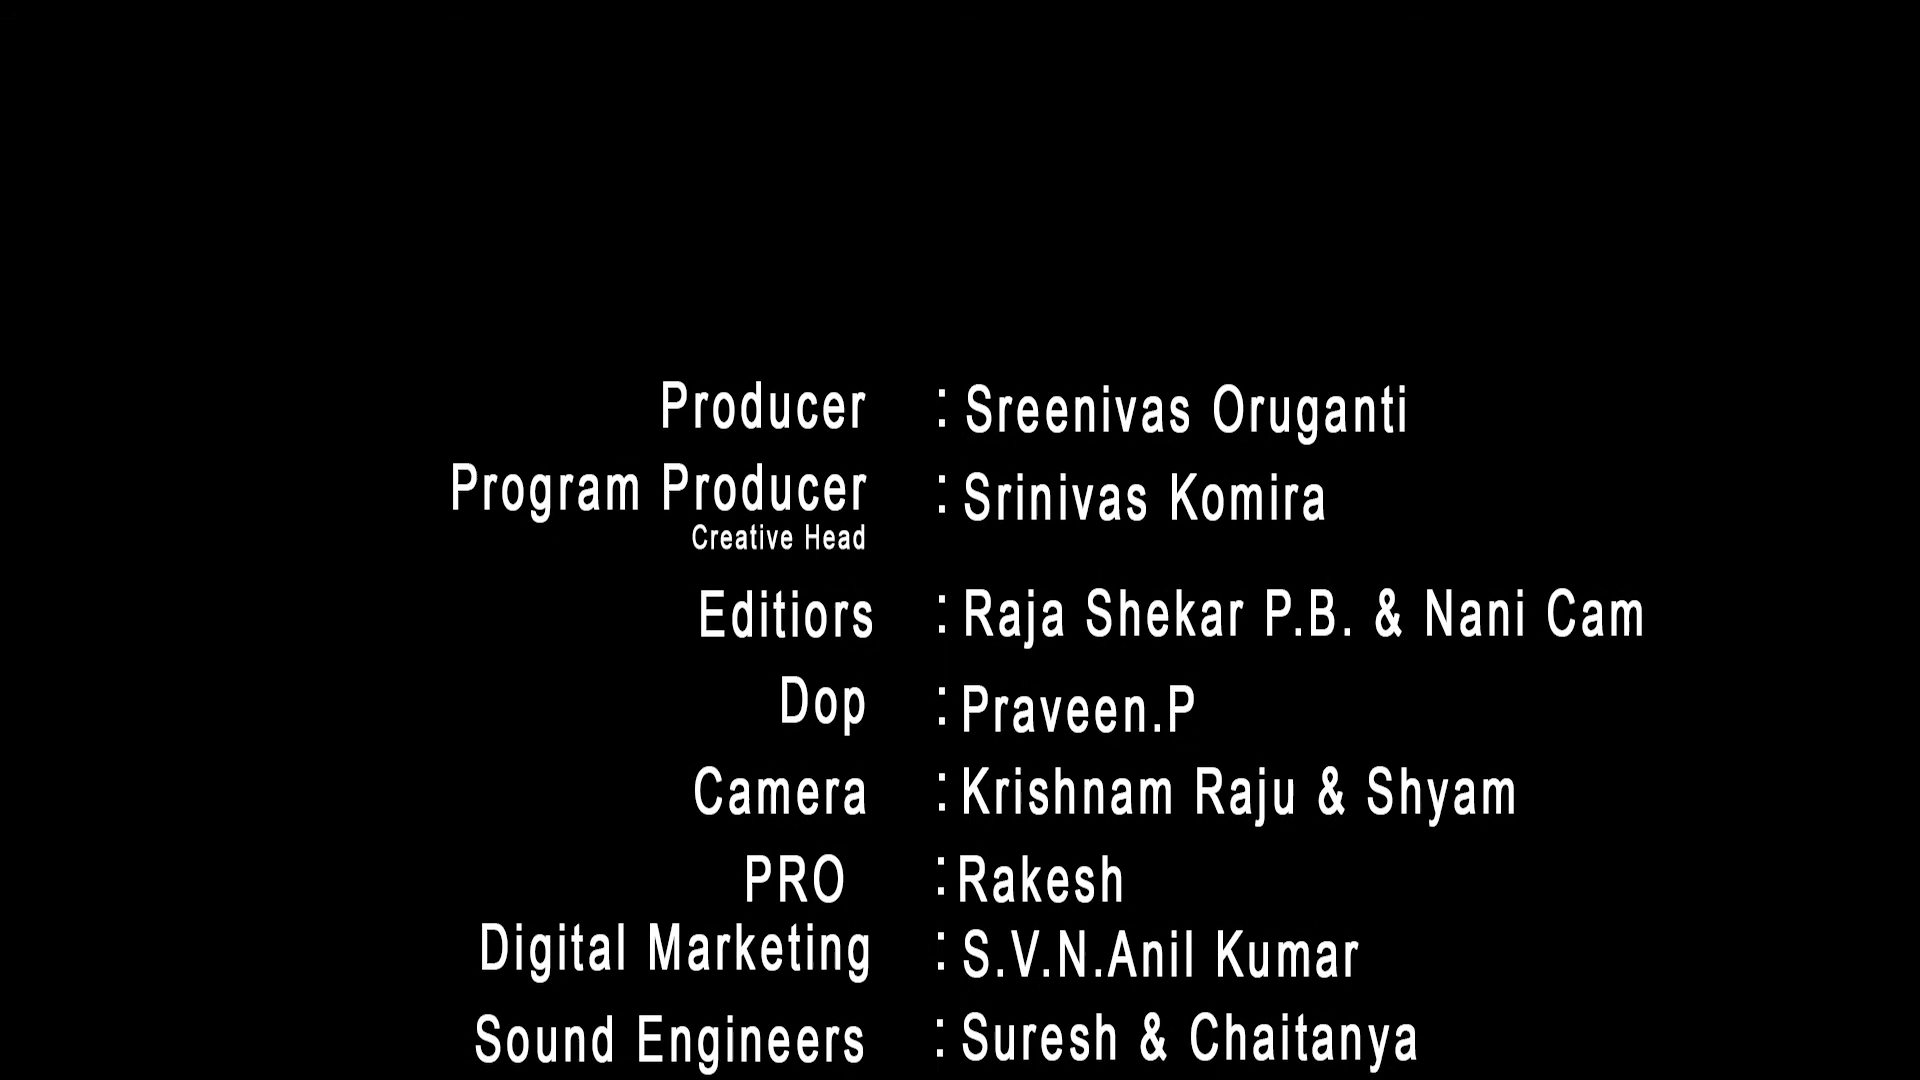 Producer : Sreenivas Oruganti
Program Producer : Srinivas Komira
Creative Head
Editiors : Raja Shekar P.B. & Nani Cam
Dop : Praveen.P
Camera : Krishnam Raju & Shyam
PRO : Rakesh
Digital Marketing : S.V.N.Anil Kumar
Sound Engineers : Suresh & Chaitanya